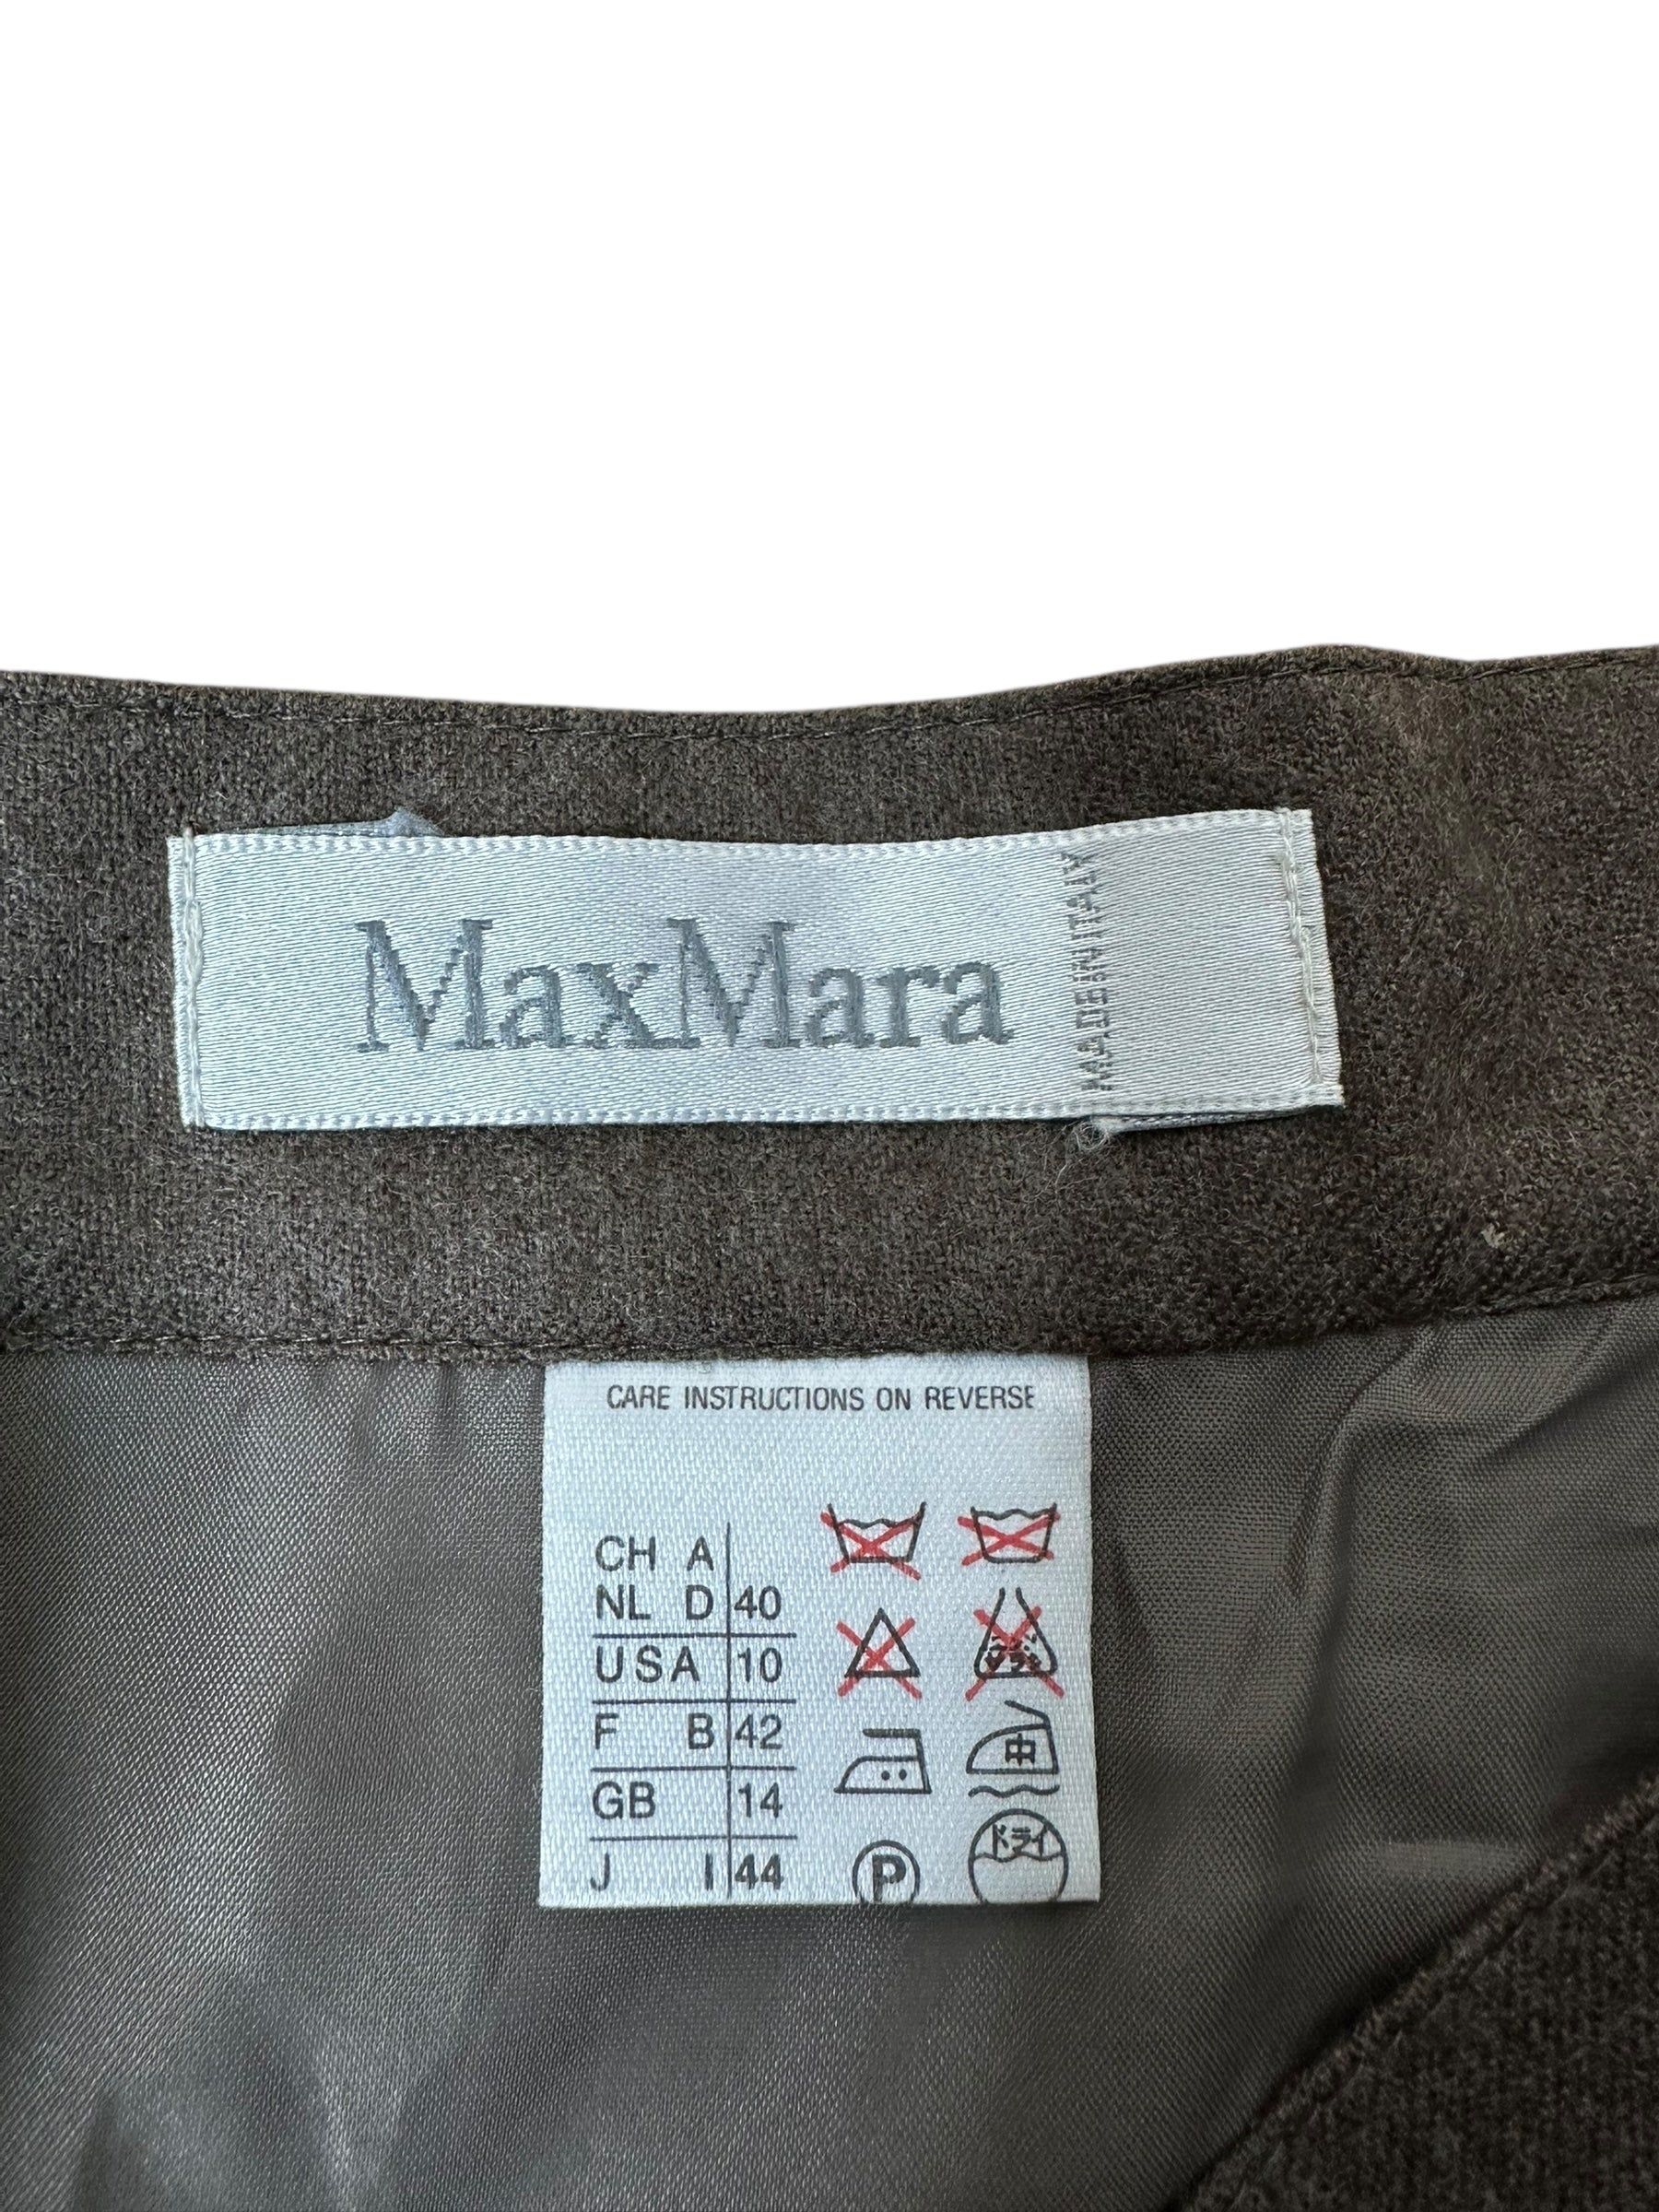 MaxMara
MADE IN ITALY
CARE INSTRUCTIONS ON REVERSE
CH A
NL D 40
USA 10
F B 42
GB 14
J I 44
中
P
ドライ